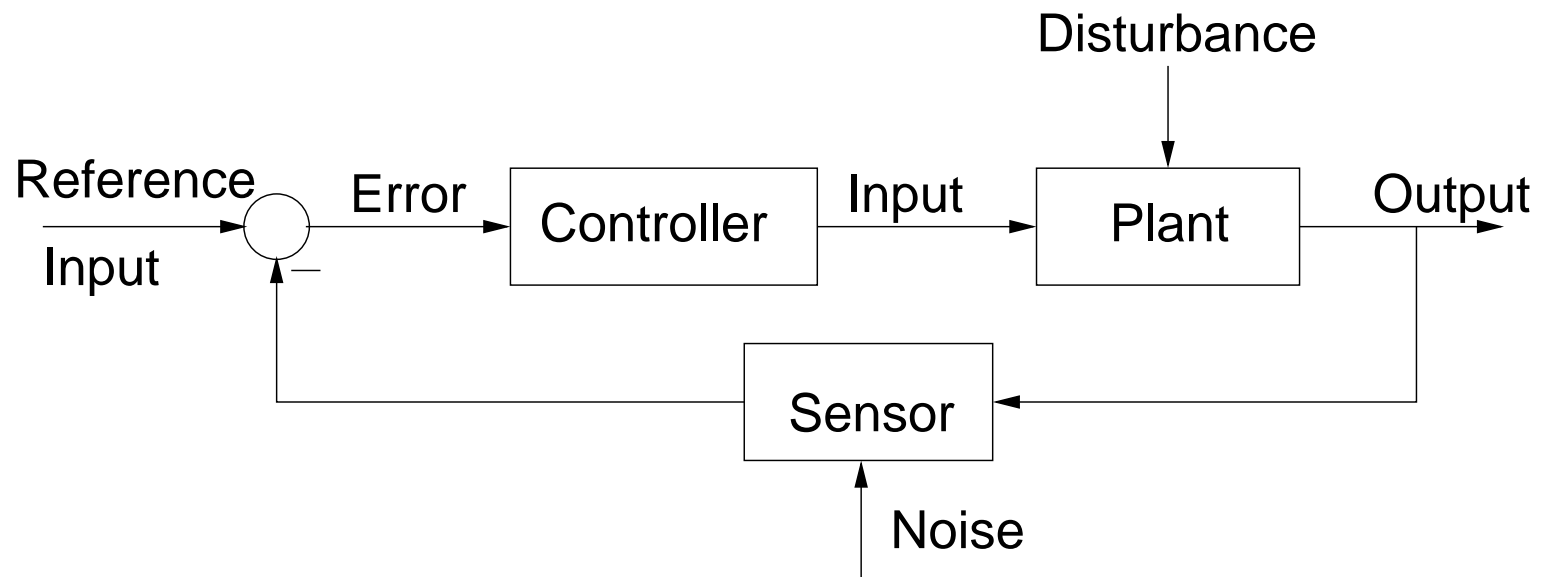 Disturbance
Reference
Input
Error
Controller
Input
Plant
Output
Sensor
Noise